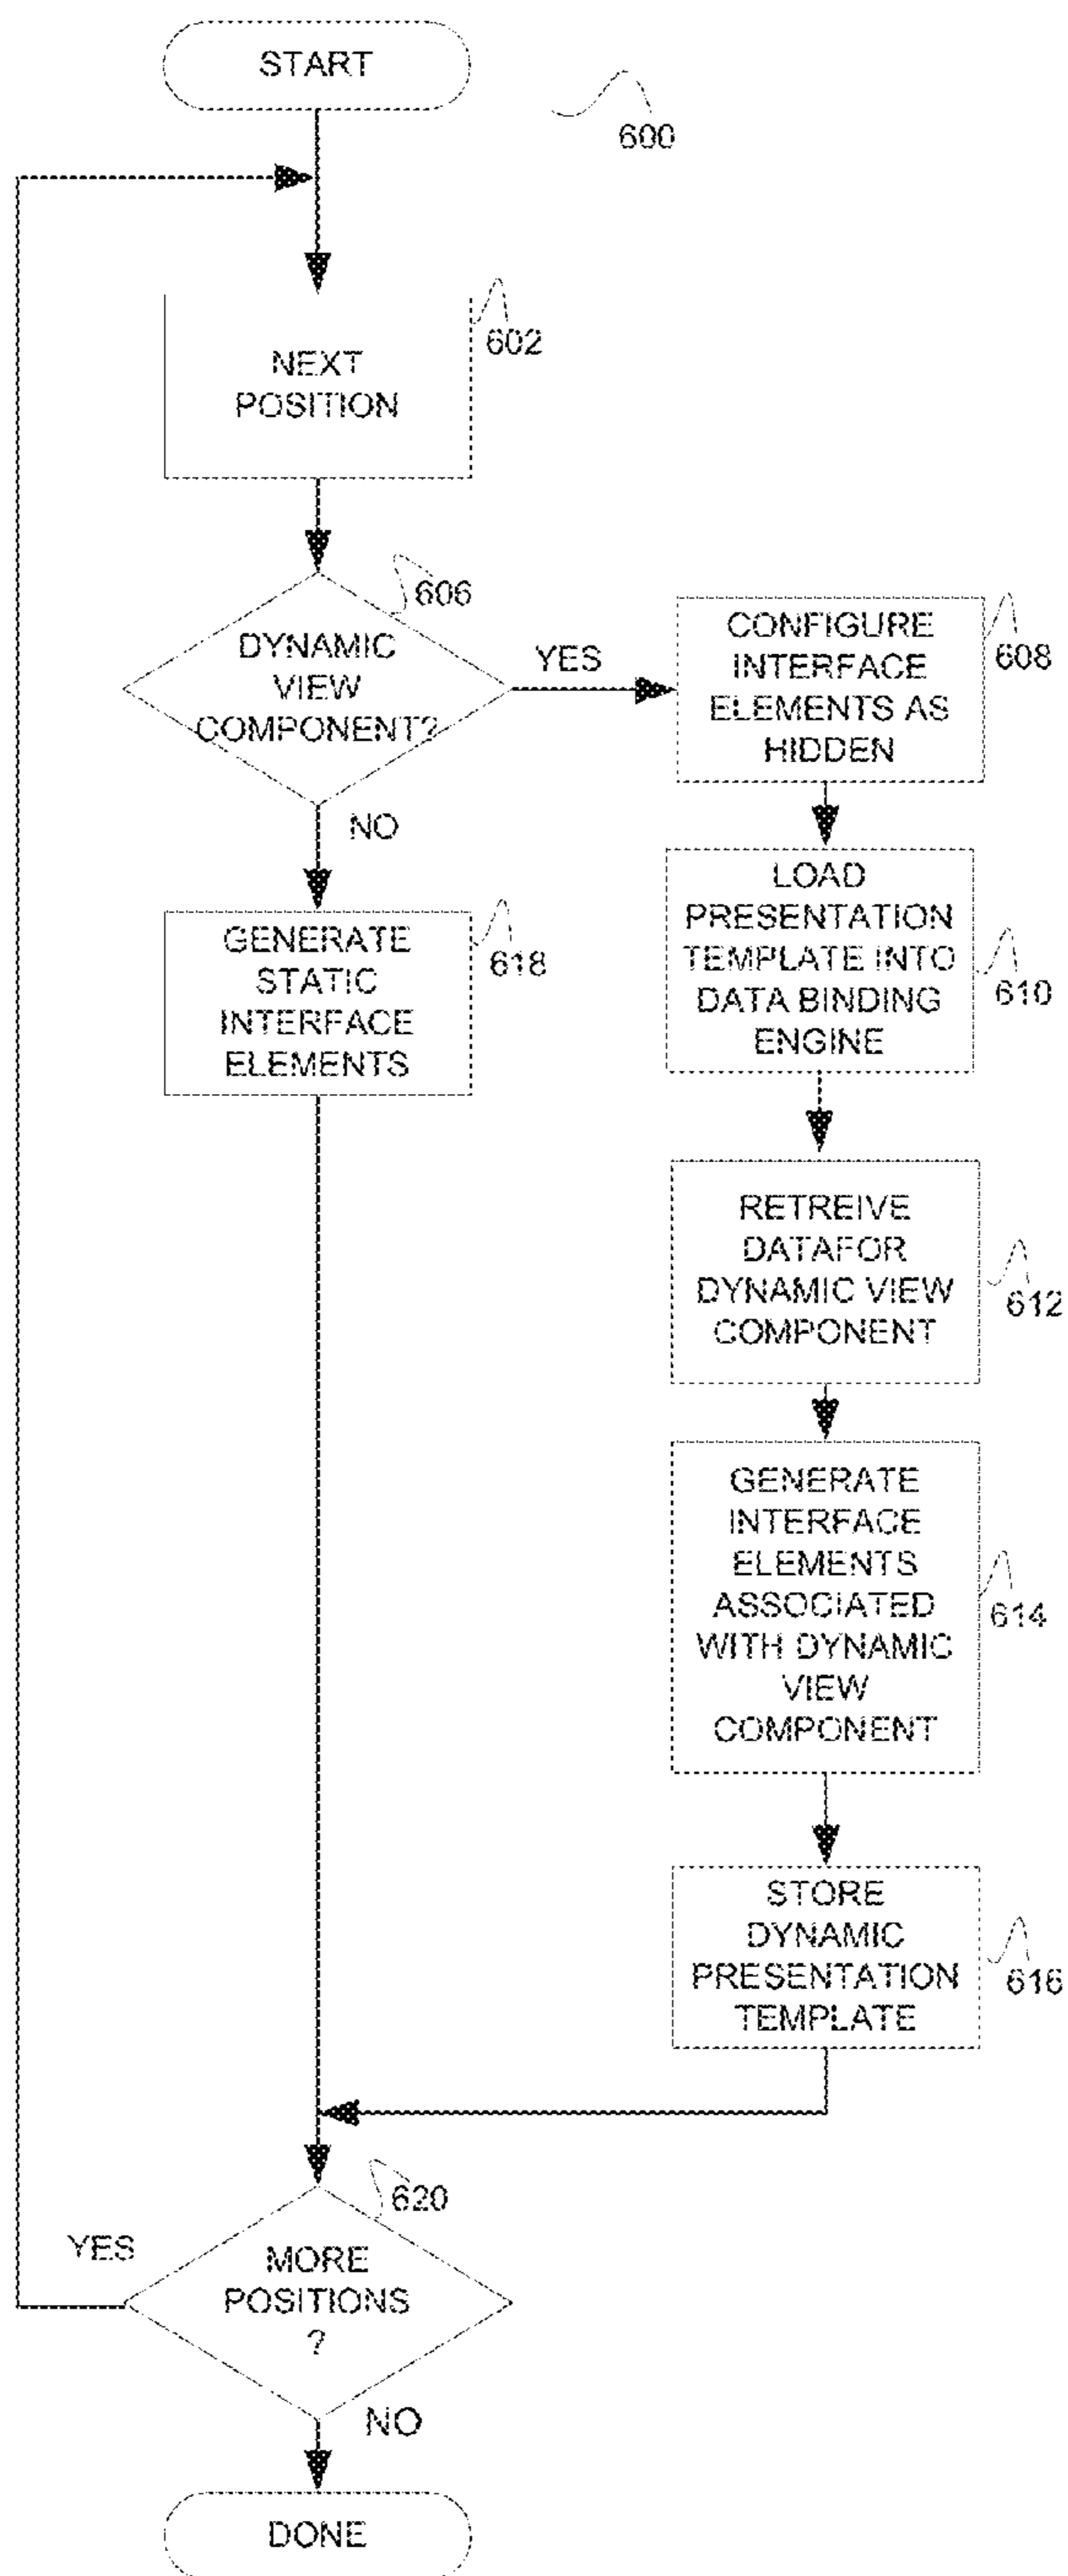 START
600
NEXT
POSITION
602
DYNAMIC
VIEW
COMPONENT?
606
YES
NO
CONFIGURE
INTERFACE
ELEMENTS AS
HIDDEN
608
LOAD
PRESENTATION
TEMPLATE INTO
DATA BINDING
ENGINE
610
GENERATE
STATIC
INTERFACE
ELEMENTS
618
RETREIVE
DATAFOR
DYNAMIC VIEW
COMPONENT
612
GENERATE
INTERFACE
ELEMENTS
ASSOCIATED
WITH DYNAMIC
VIEW
COMPONENT
614
STORE
DYNAMIC
PRESENTATION
TEMPLATE
616
620
YES
MORE
POSITIONS
?
NO
DONE